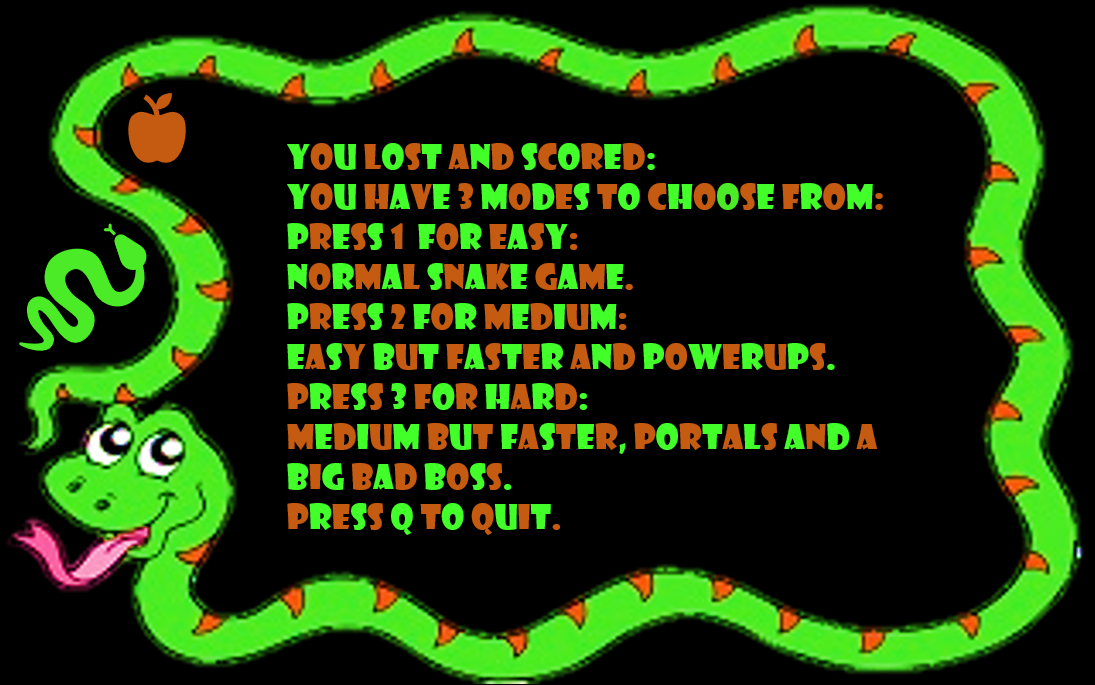 YOU LOST AND SCORED:
YOU HAVE 3 MODES TO CHOOSE FROM:
PRESS 1 FOR EASY:
NORMAL SNAKE GAME.
PRESS 2 FOR MEDIUM:
EASY BUT FASTER AND POWERUPS.
PRESS 3 FOR HARD:
MEDIUM BUT FASTER, PORTALS AND A
BIG BAD BOSS.
PRESS Q TO QUIT.